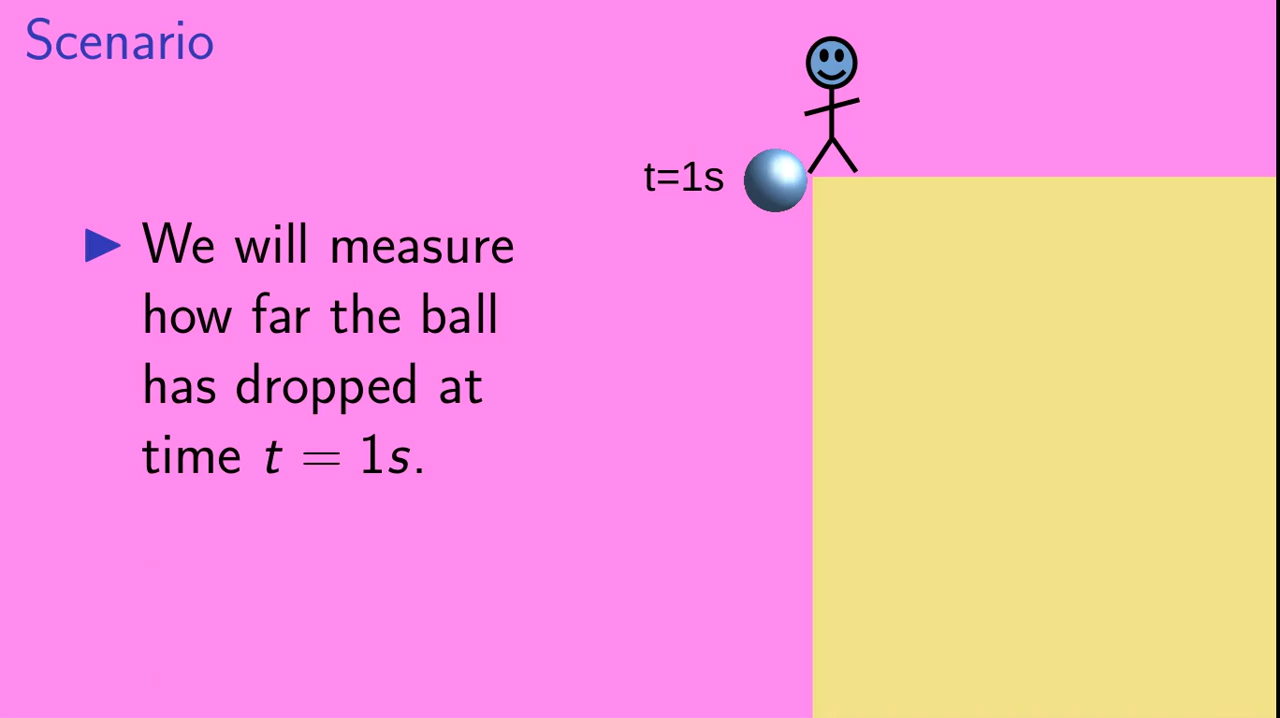 Scenario
t=1s
▶ We will measure
how far the ball
has dropped at
time t = 1s.